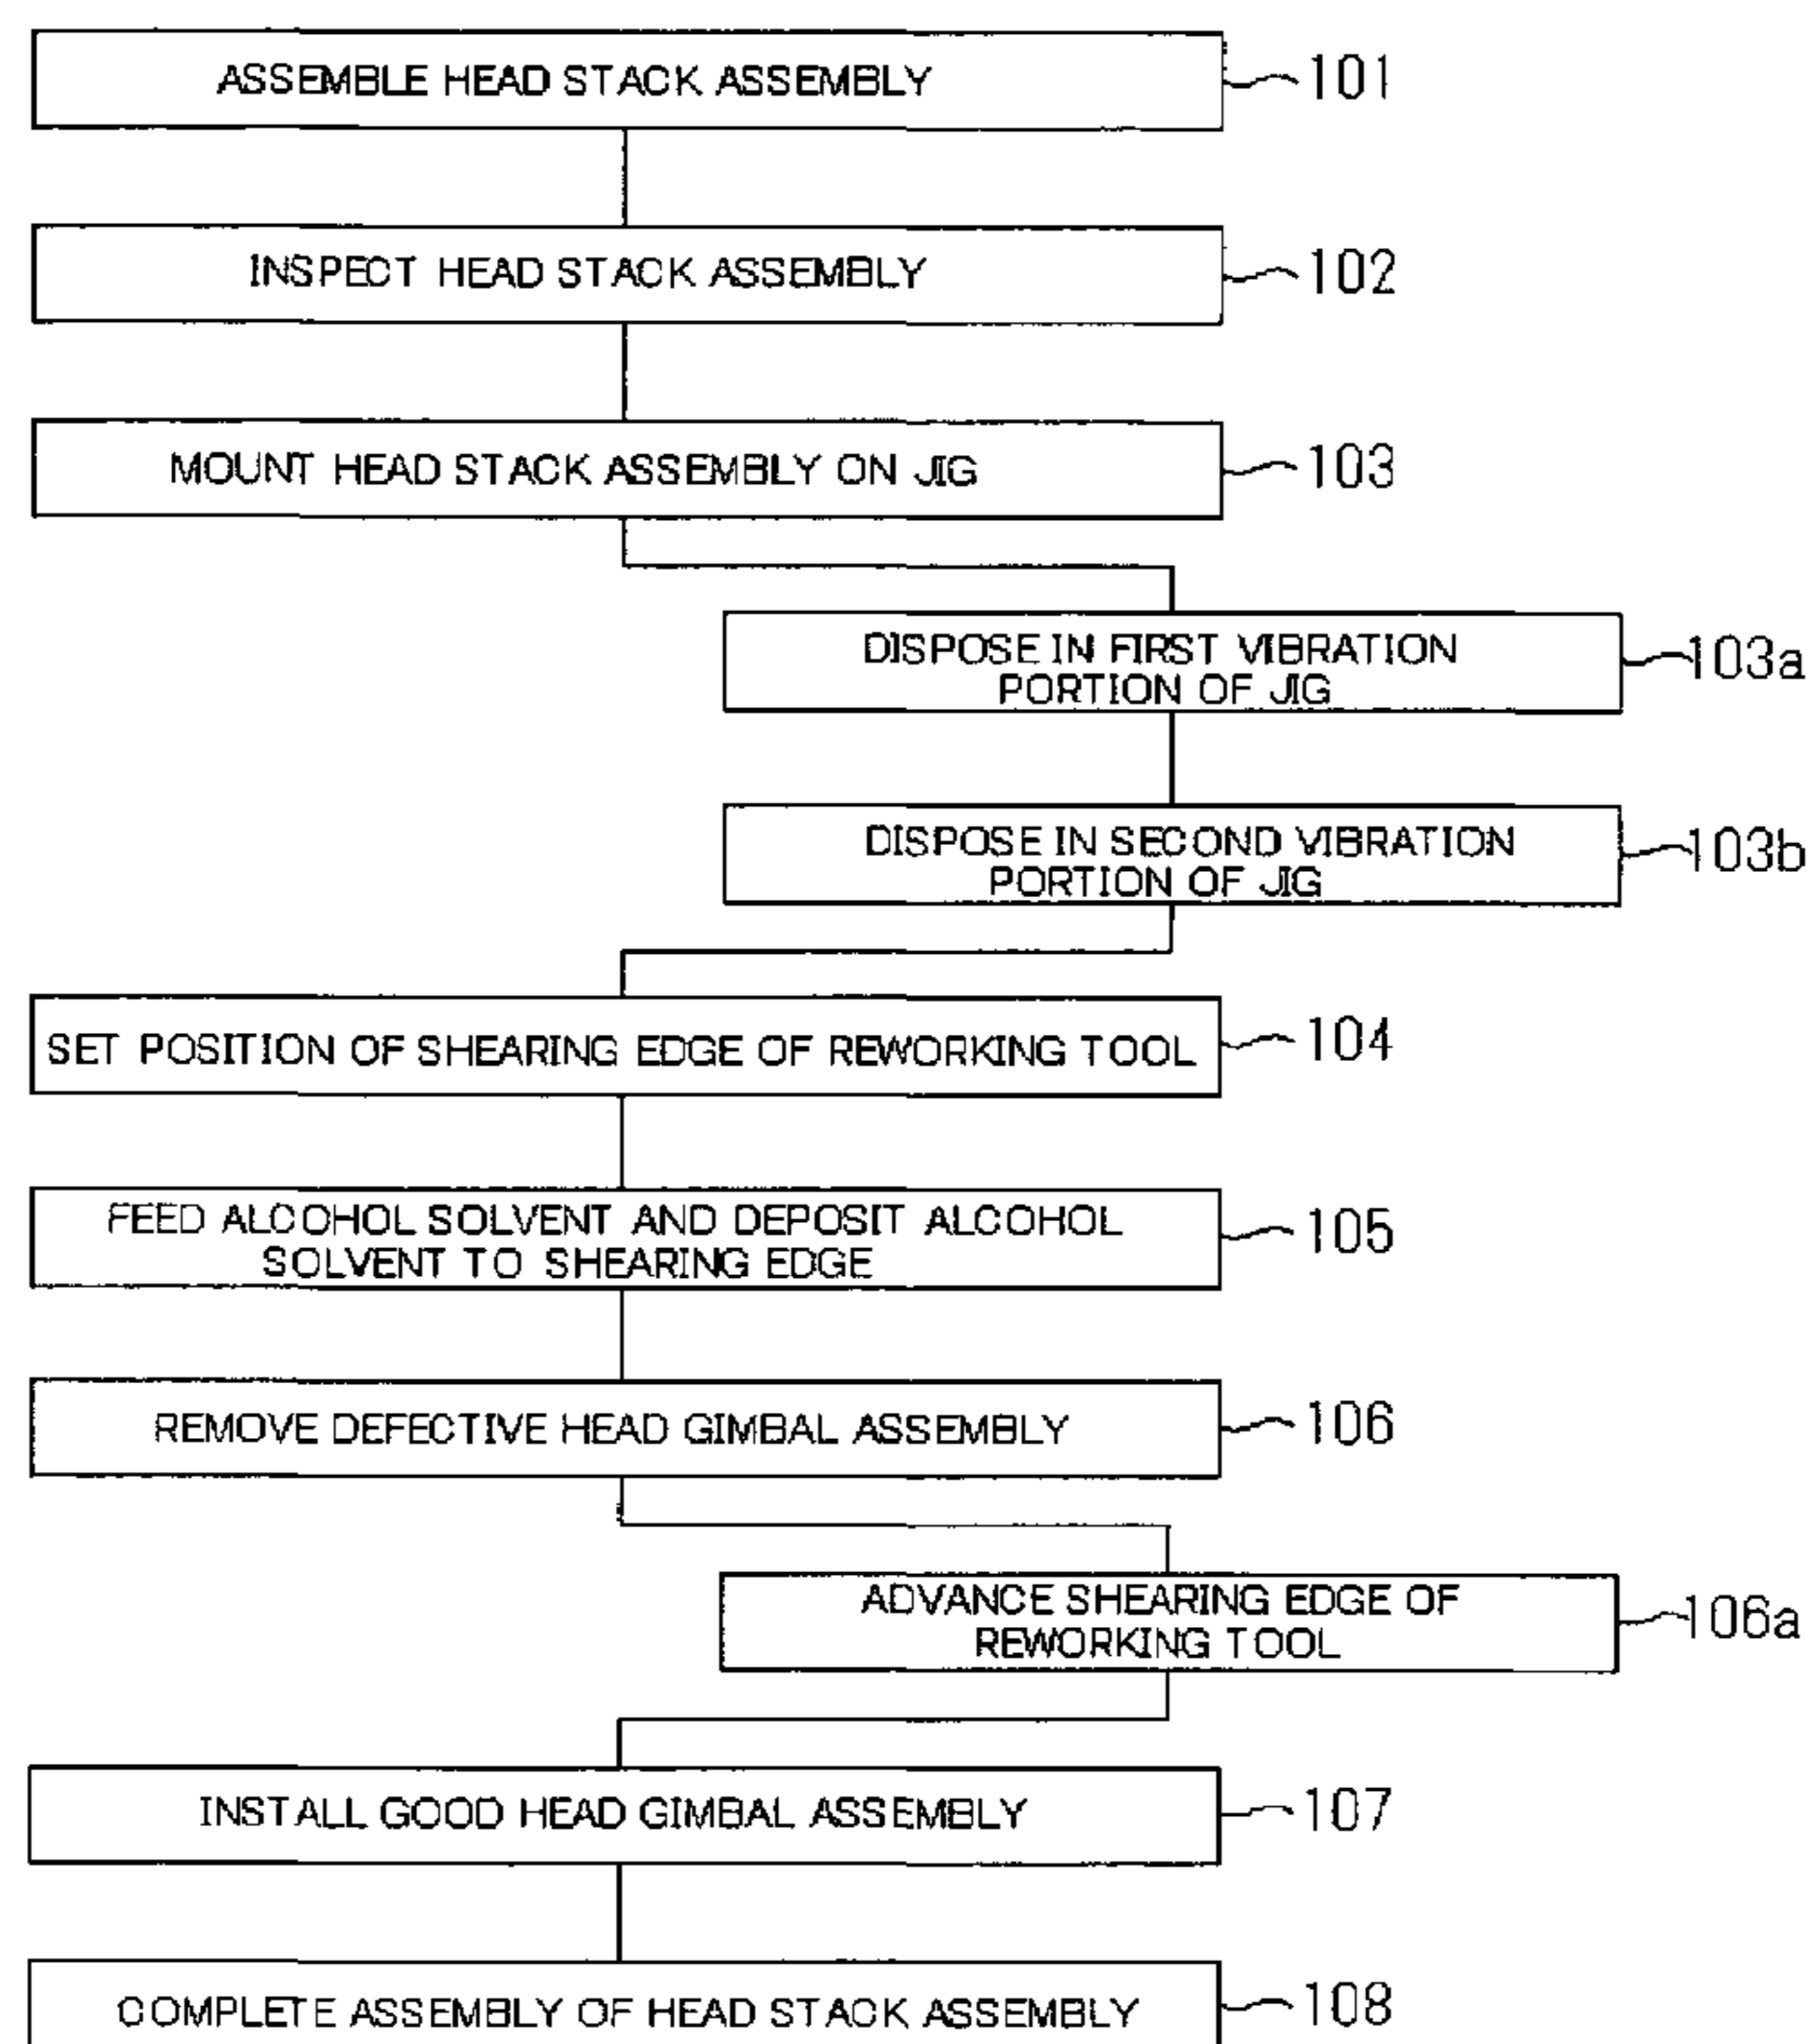 ASSEMBLE HEAD STACK ASSEMBLY 101
INSPECT HEAD STACK ASSEMBLY 102
MOUNT HEAD STACK ASSEMBLY ON JIG 103
DISPOSE IN FIRST VIBRATION
PORTION OF JIG 103a
DISPOSE IN SECOND VIBRATION
PORTION OF JIG 103b
SET POSITION OF SHEARING EDGE OF REWORKING TOOL 104
FEED ALCOHOL SOLVENT AND DEPOSIT ALCOHOL
SOLVENT TO SHEARING EDGE 105
REMOVE DEFECTIVE HEAD GIMBAL ASSEMBLY 106
ADVANCE SHEARING EDGE OF
REWORKING TOOL 106a
INSTALL GOOD HEAD GIMBAL ASSEMBLY 107
COMPLETE ASSEMBLY OF HEAD STACK ASSEMBLY 108